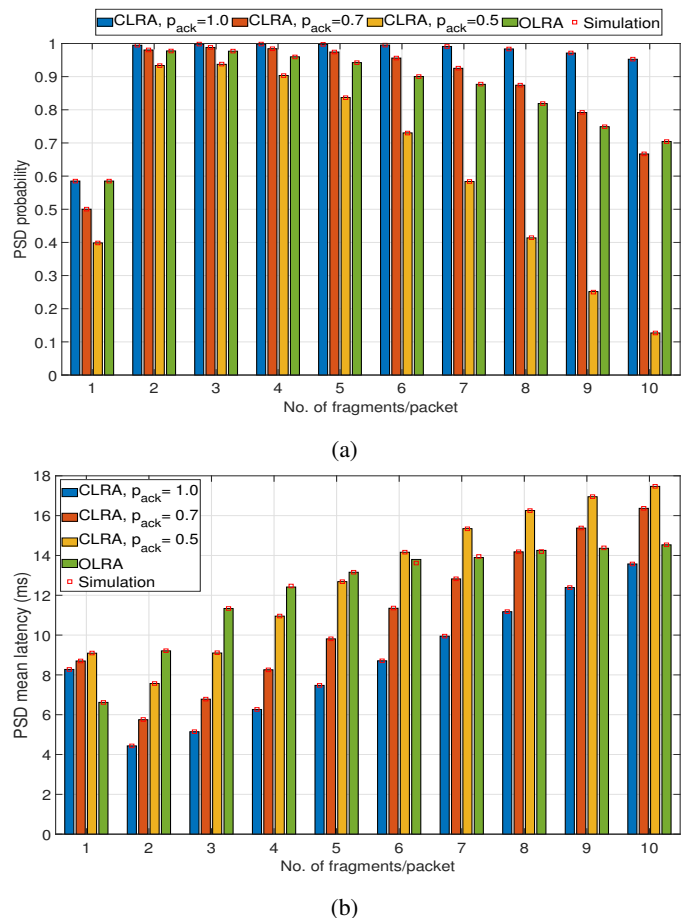 CLRA, p_ack=1.0 CLRA, p_ack=0.7 CLRA, p_ack=0.5 OLRA Simulation
1
0.9
0.8
0.7
0.6
0.5
0.4
0.3
0.2
0.1
0
PSD probability
1 2 3 4 5 6 7 8 9 10
No. of fragments/packet
(a)
18
16
14
12
10
8
6
4
2
0
PSD mean latency (ms)
CLRA, p_ack= 1.0
CLRA, p_ack= 0.7
CLRA, p_ack= 0.5
OLRA
Simulation
1 2 3 4 5 6 7 8 9 10
No. of fragments/packet
(b)